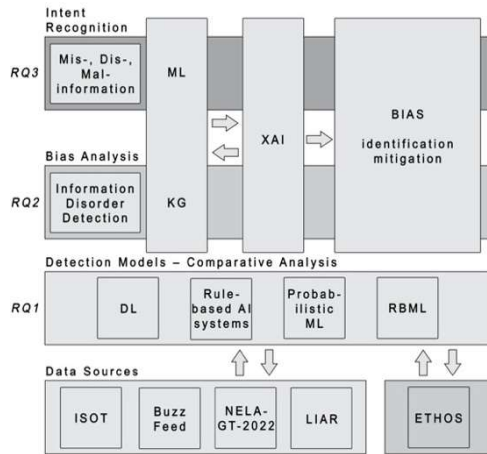 Intent
Recognition
RQ3
Mis-, Dis-,
Mal-
information
ML
XAI
BIAS
identification
mitigation
Bias Analysis
RQ2
Information
Disorder
Detection
KG
Detection Models – Comparative Analysis
RQ1
DL
Rule-
based AI
systems
Probab-
ilistic
ML
RBML
Data Sources
ISOT
Buzz
Feed
NELA-
GT-2022
LIAR
ETHOS